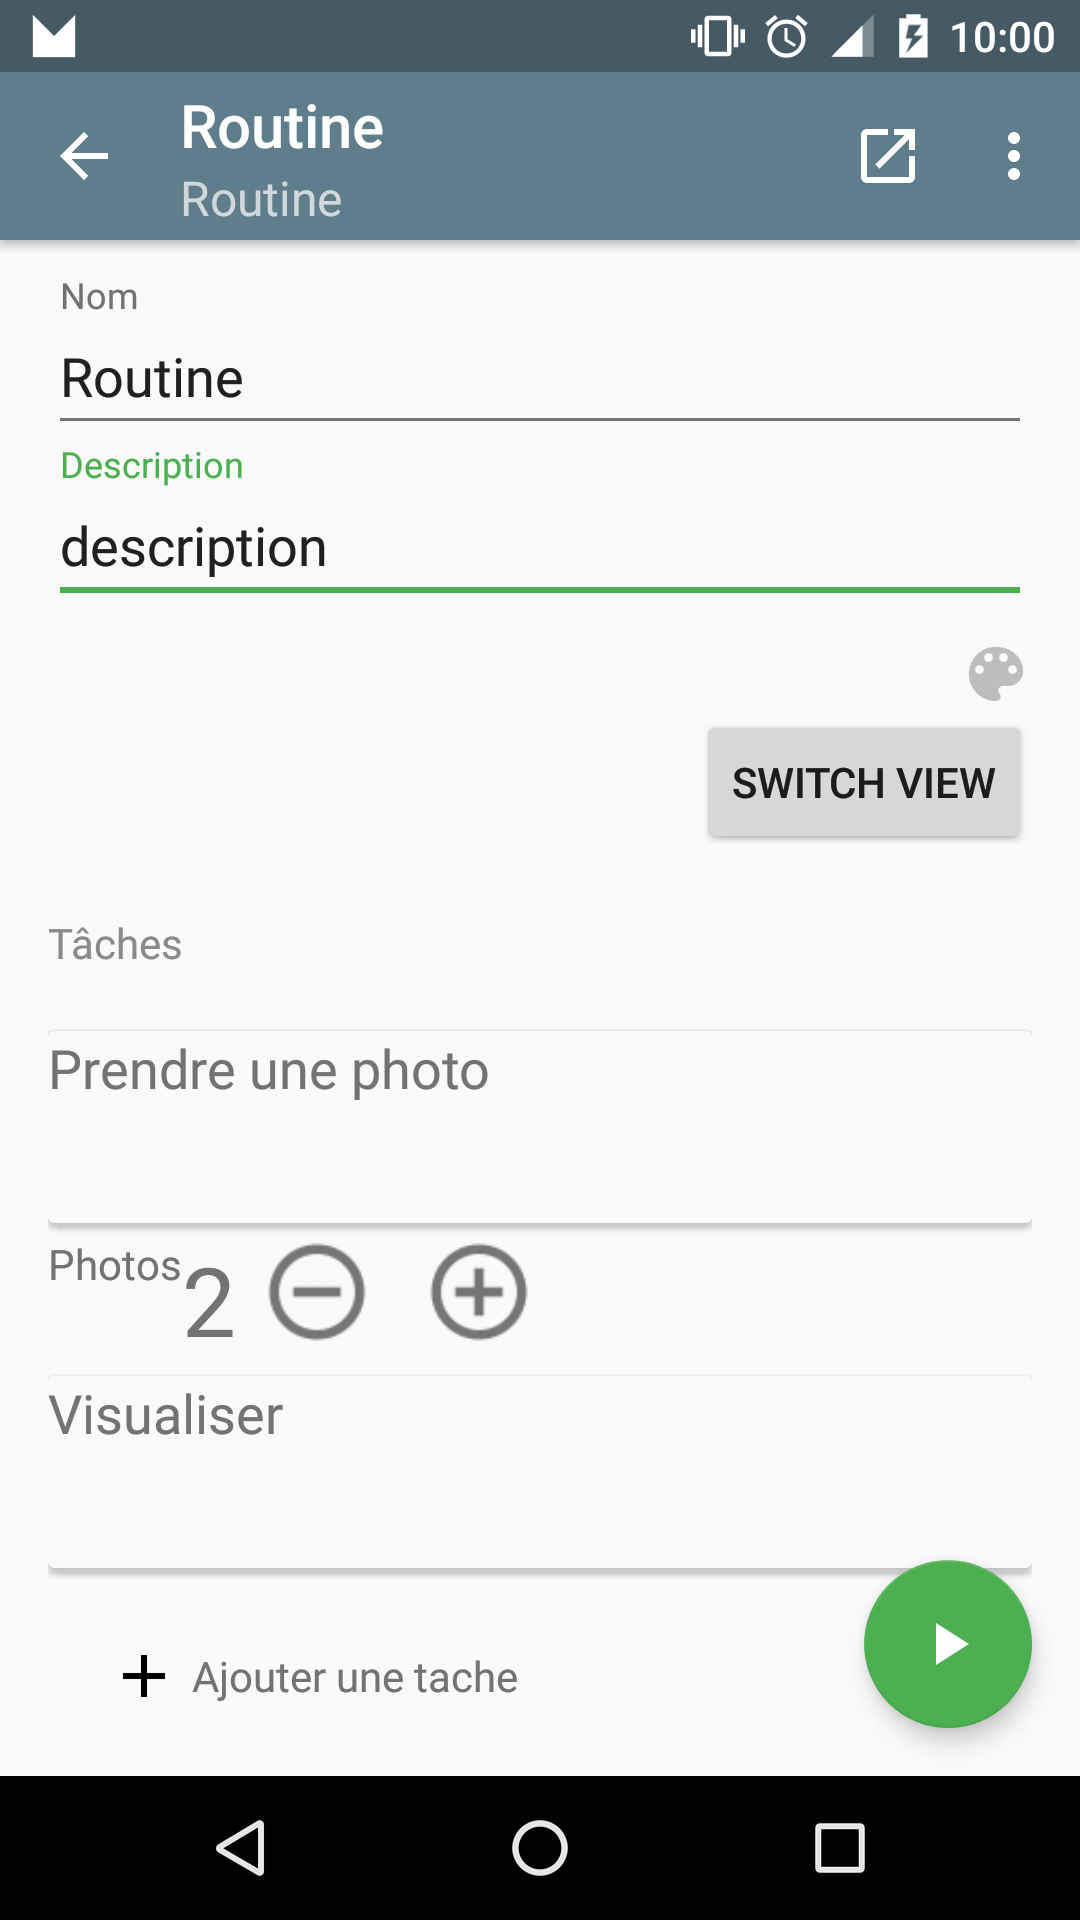 10:00
Routine
Routine
Nom
Routine
Description
description
SWITCH VIEW
Tâches
Prendre une photo
Photos 2
Visualiser
Ajouter une tache